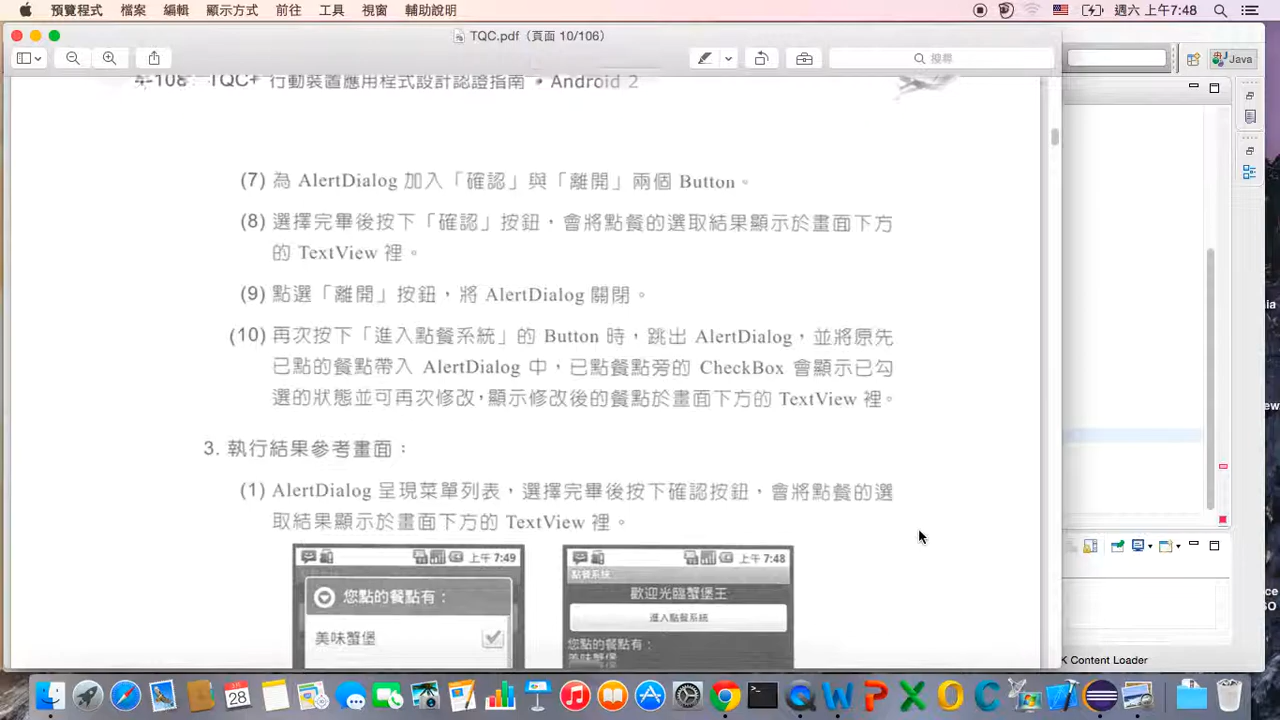 預覽程式 檔案 編輯 顯示方式 前往 工具 視窗 輔助說明 週六 上午7:48
TQC.pdf（頁面 10/106）
搜尋
Java
4-108 TQC+ 行動裝置應用程式設計認證指南 • Android 2
(7) 為 AlertDialog 加入「確認」與「離開」兩個 Button。
(8) 選擇完畢後按下「確認」按鈕，會將點餐的選取結果顯示於畫面下方
的 TextView 裡。
(9) 點選「離開」按鈕，將 AlertDialog 關閉。
(10) 再次按下「進入點餐系統」的 Button 時，跳出 AlertDialog，並將原先
已點的餐點帶入 AlertDialog 中，已點餐點旁的 CheckBox 會顯示已勾
選的狀態並可再次修改，顯示修改後的餐點於畫面下方的 TextView 裡。
3. 執行結果參考畫面：
(1) AlertDialog 呈現菜單列表，選擇完畢後按下確認按鈕，會將點餐的選
取結果顯示於畫面下方的 TextView 裡。
上午 7:49
您點的餐點有：
美味蟹堡
上午 7:48
點餐系統
歡迎光臨蟹堡王
進入點餐系統
您點的餐點有：
美味蟹堡
K Content Loader
28